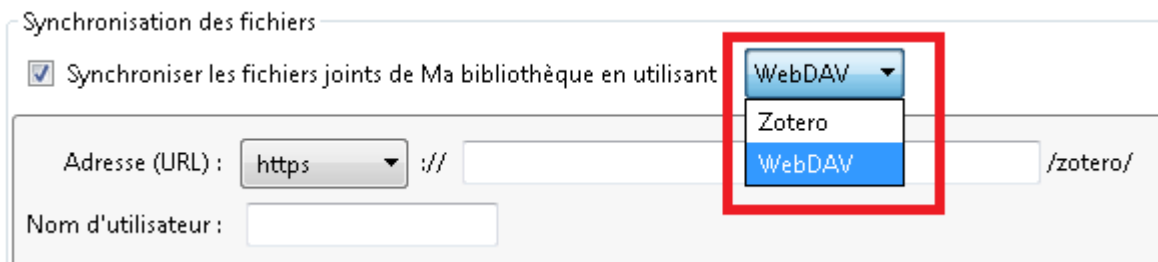 Synchronisation des fichiers
Synchroniser les fichiers joints de Ma bibliothèque en utilisant WebDAV
Zotero
Adresse (URL) : https :// WebDAV /zotero/
Nom d'utilisateur :